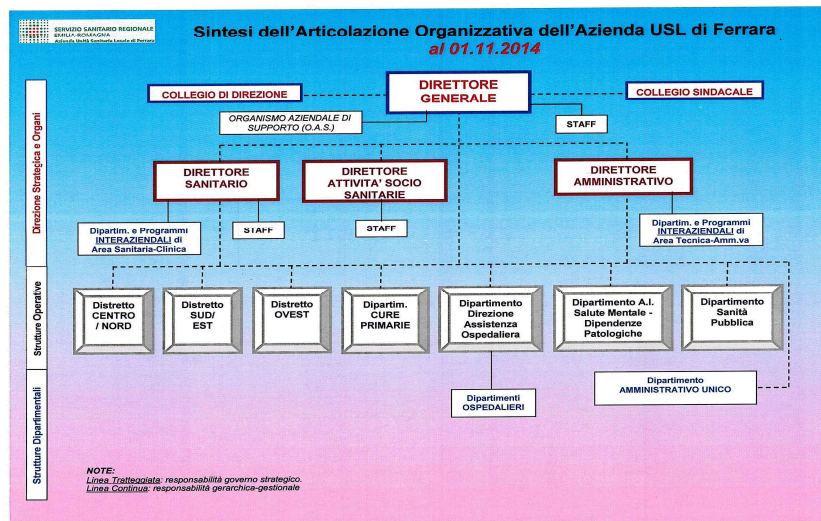 SERVIZIO SANITARIO REGIONALE
EMILIA-ROMAGNA
Azienda Unità Sanitaria Locale di Ferrara
Sintesi dell'Articolazione Organizzativa dell'Azienda USL di Ferrara
al 01.11.2014
Direzione Strategica e Organi
COLLEGIO DI DIREZIONE
DIRETTORE
GENERALE
COLLEGIO SINDACALE
ORGANISMO AZIENDALE DI
SUPPORTO (O.A.S.)
STAFF
DIRETTORE
SANITARIO
DIRETTORE
ATTIVITA' SOCIO
SANITARIE
DIRETTORE
AMMINISTRATIVO
Dipartim. e Programmi
INTERAZIENDALI di
Area Sanitaria-Clinica
STAFF
STAFF
Dipartim. e Programmi
INTERAZIENDALI di
Area Tecnica-Amm.va
Strutture Operative
Distretto
CENTRO
/ NORD
Distretto
SUD/
EST
Distretto
OVEST
Dipartim.
CURE
PRIMARIE
Dipartimento
Direzione
Assistenza
Ospedaliera
Dipartimento A.I.
Salute Mentale -
Dipendenze
Patologiche
Dipartimento
Sanità
Pubblica
Strutture Dipartimentali
Dipartimenti
OSPEDALIERI
Dipartimento
AMMINISTRATIVO UNICO
NOTE:
Linea Tratteggiata: responsabilità governo strategico.
Linea Continua: responsabilità gerarchica-gestionale